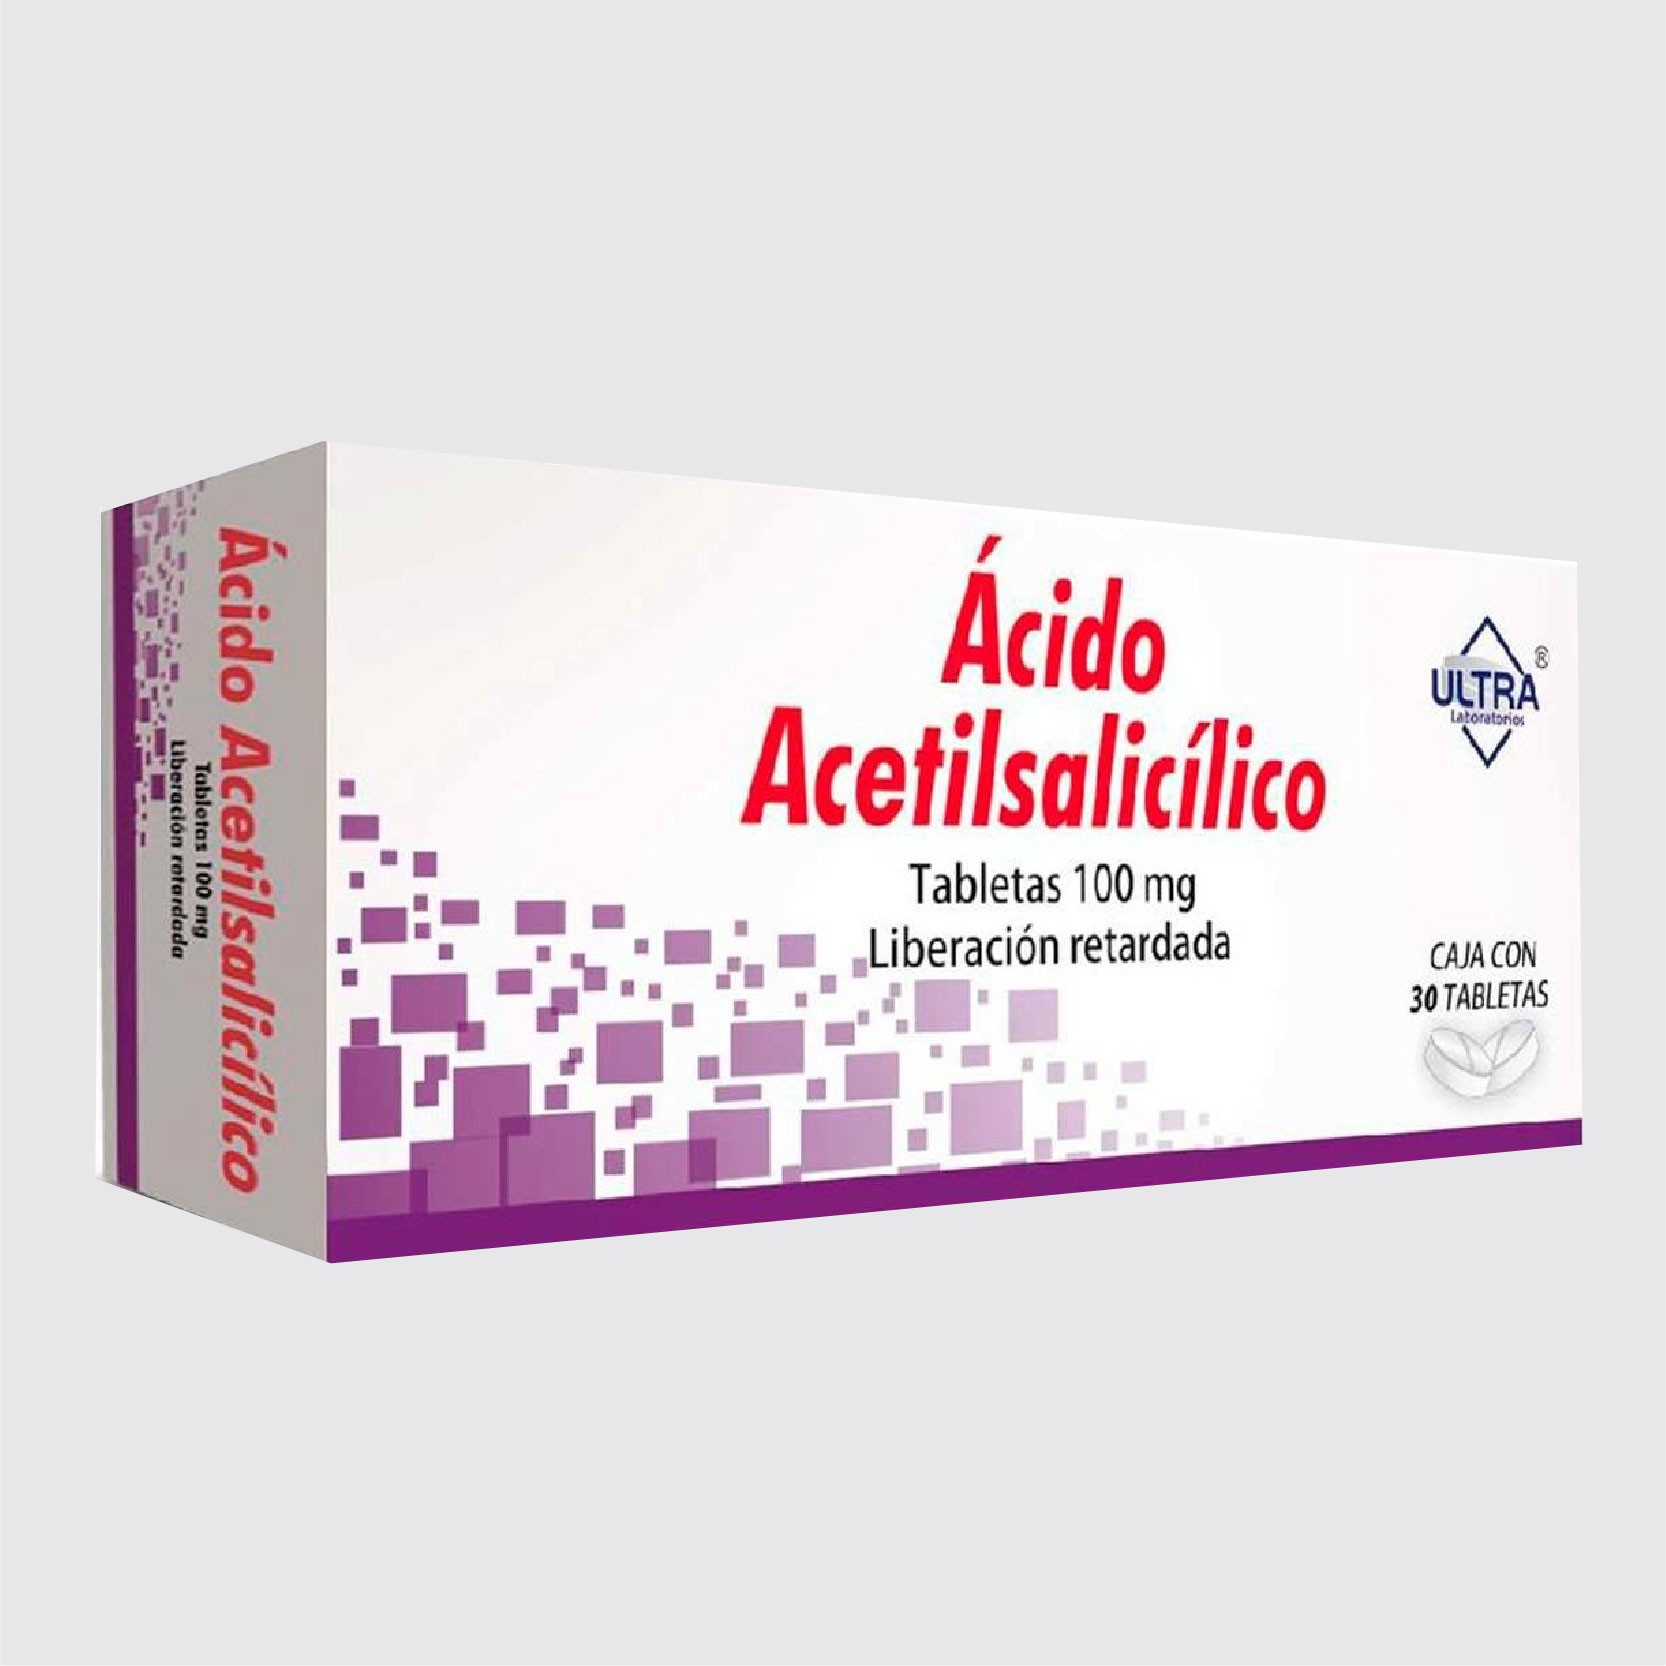 Ácido Acetilsalicílico
Tabletas 100 mg
Liberación retardada
Ácido
Acetilsalicílico
Tabletas 100 mg
Liberación retardada
ULTRA®
Laboratorios
CAJA CON
30 TABLETAS